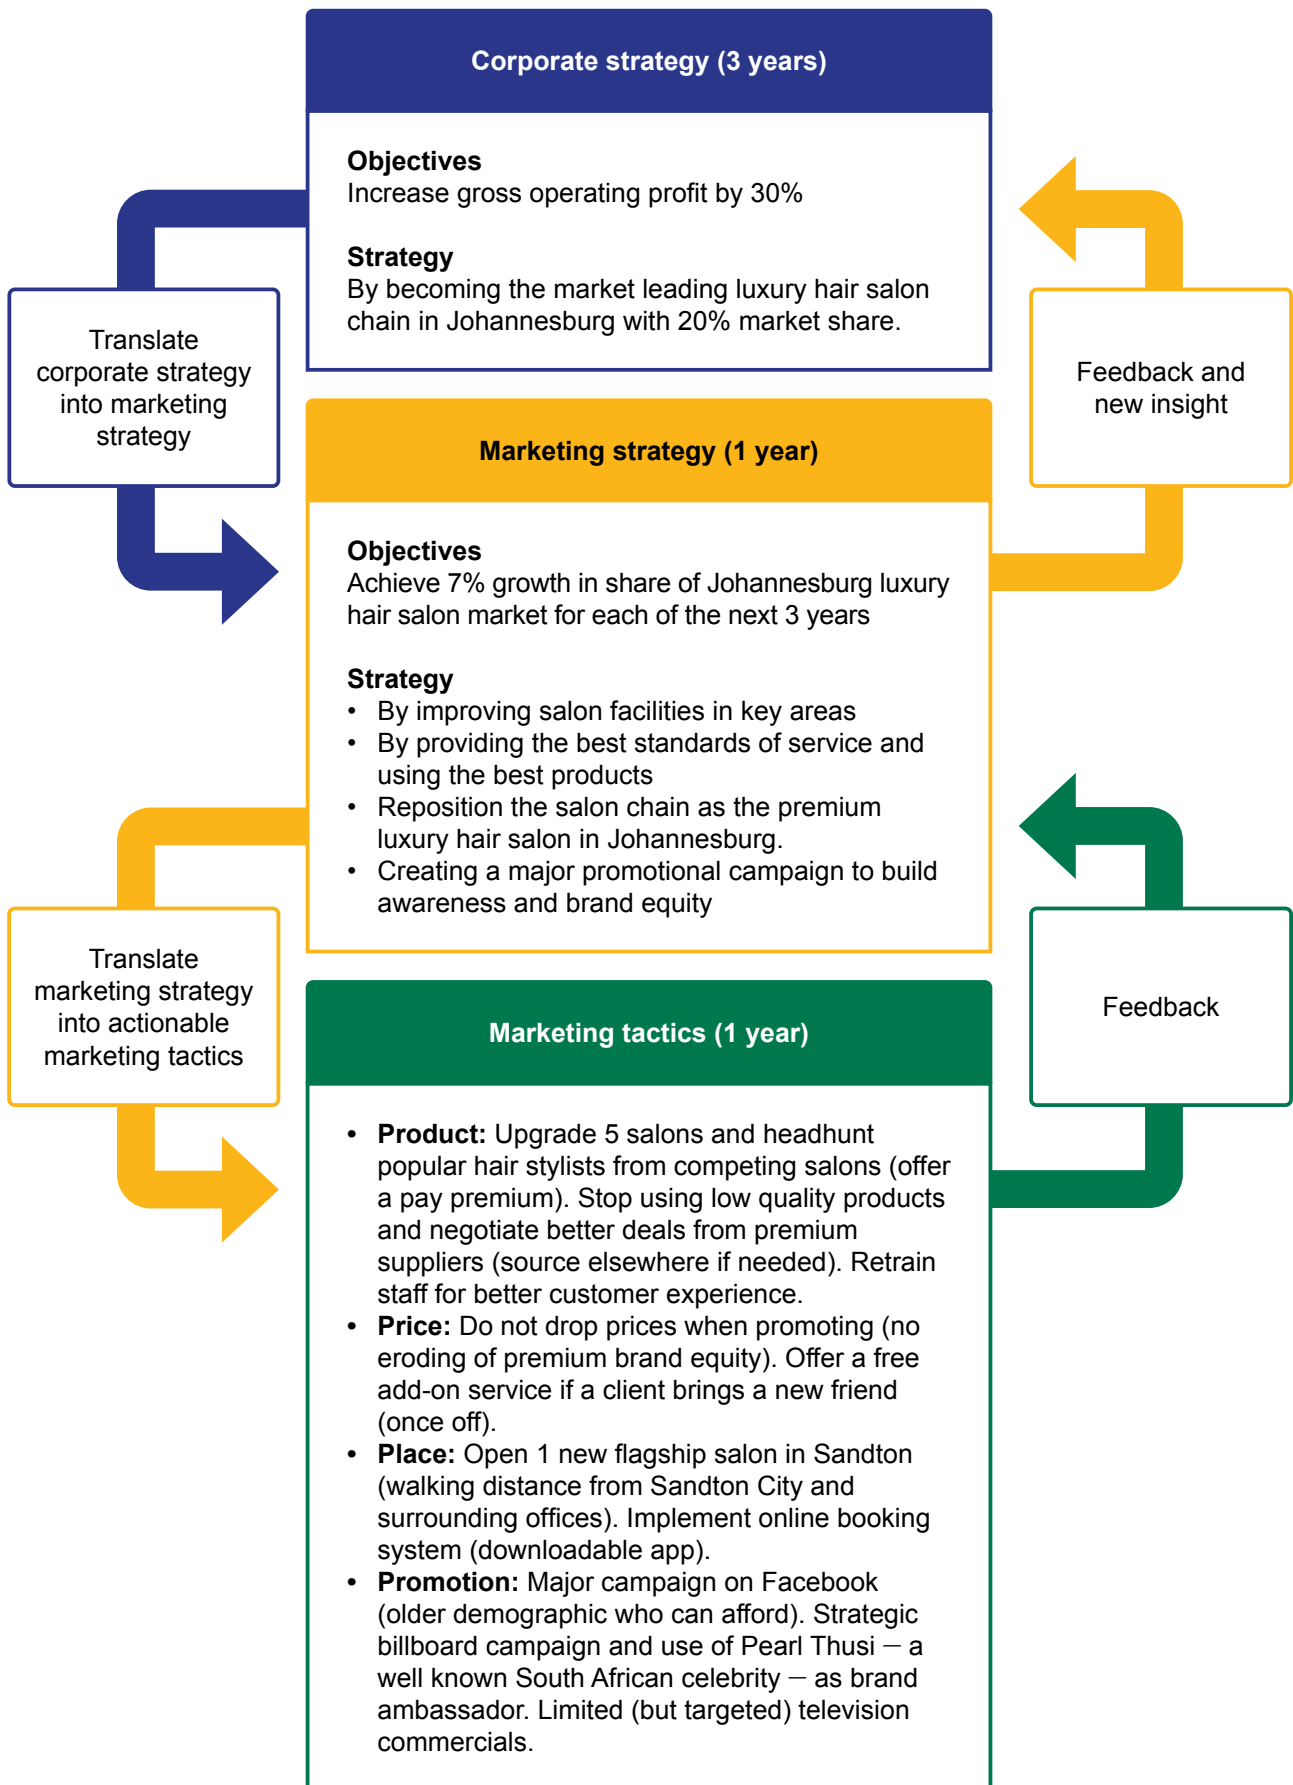 Corporate strategy (3 years)
Objectives
Increase gross operating profit by 30%
Strategy
By becoming the market leading luxury hair salon
chain in Johannesburg with 20% market share.
Translate
corporate strategy
into marketing
strategy
Feedback and
new insight
Marketing strategy (1 year)
Objectives
Achieve 7% growth in share of Johannesburg luxury
hair salon market for each of the next 3 years
Strategy
• By improving salon facilities in key areas
• By providing the best standards of service and
using the best products
• Reposition the salon chain as the premium
luxury hair salon in Johannesburg.
• Creating a major promotional campaign to build
awareness and brand equity
Translate
marketing strategy
into actionable
marketing tactics
Feedback
Marketing tactics (1 year)
• Product: Upgrade 5 salons and headhunt
popular hair stylists from competing salons (offer
a pay premium). Stop using low quality products
and negotiate better deals from premium
suppliers (source elsewhere if needed). Retrain
staff for better customer experience.
• Price: Do not drop prices when promoting (no
eroding of premium brand equity). Offer a free
add-on service if a client brings a new friend
(once off).
• Place: Open 1 new flagship salon in Sandton
(walking distance from Sandton City and
surrounding offices). Implement online booking
system (downloadable app).
• Promotion: Major campaign on Facebook
(older demographic who can afford). Strategic
billboard campaign and use of Pearl Thusi — a
well known South African celebrity — as brand
ambassador. Limited (but targeted) television
commercials.